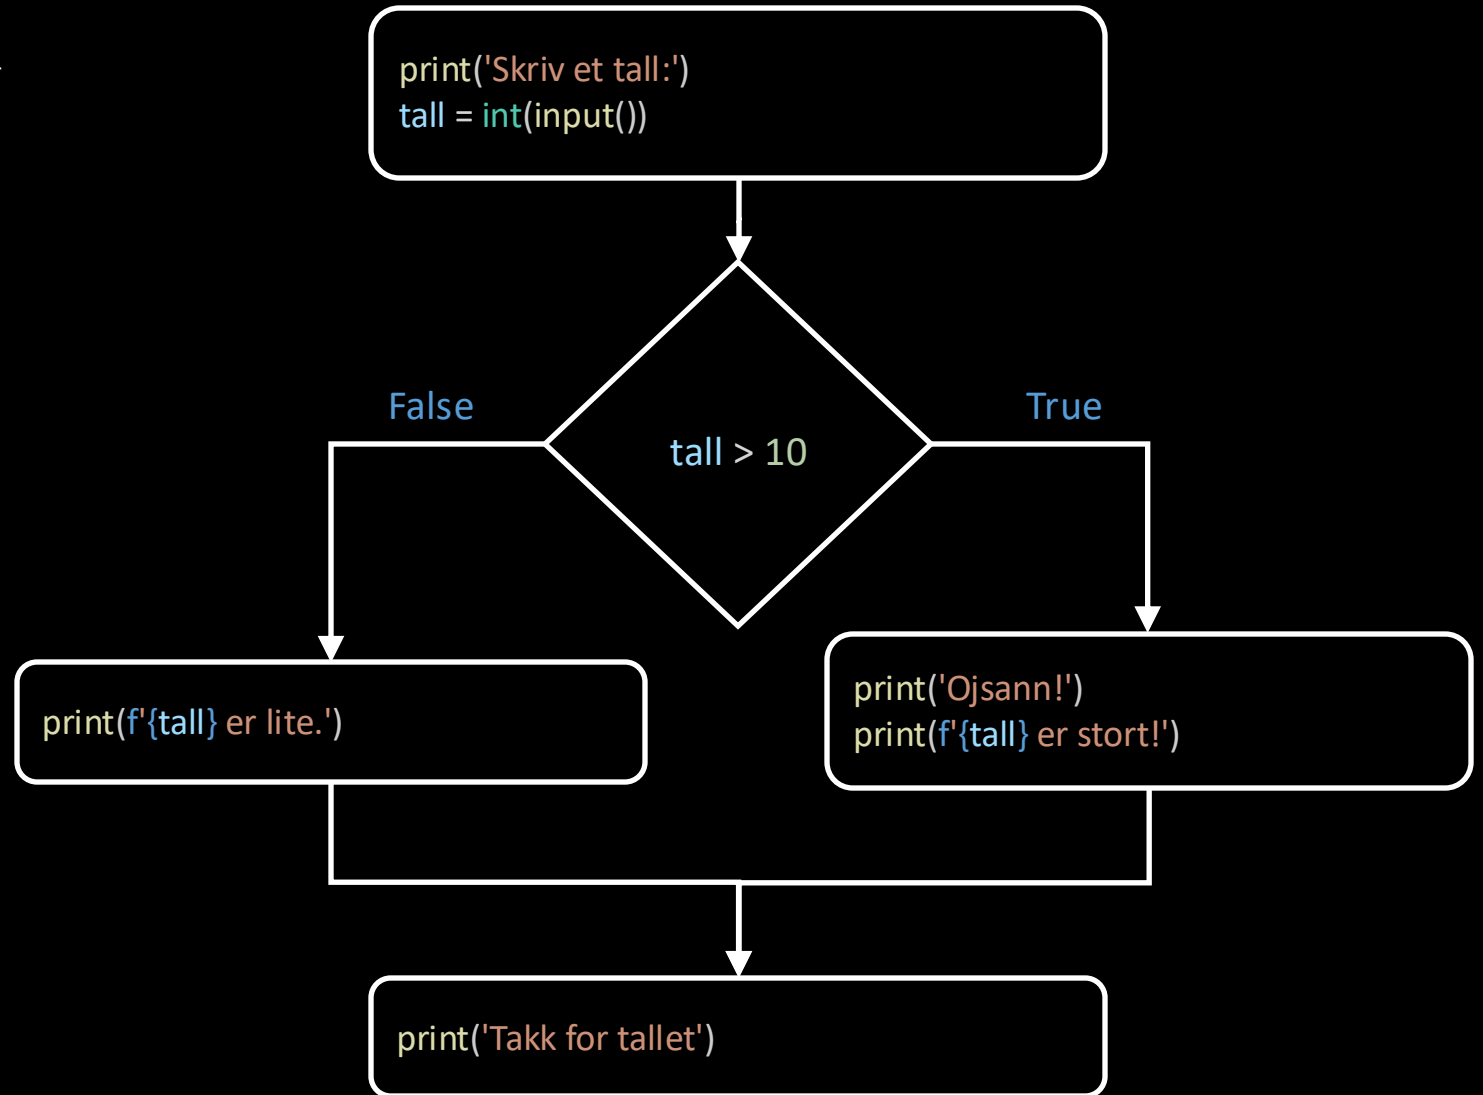 print('Skriv et tall:')
tall = int(input())
False
True
tall > 10
print(f'{tall} er lite.')
print('Ojsann!')
print(f'{tall} er stort!')
print('Takk for tallet')